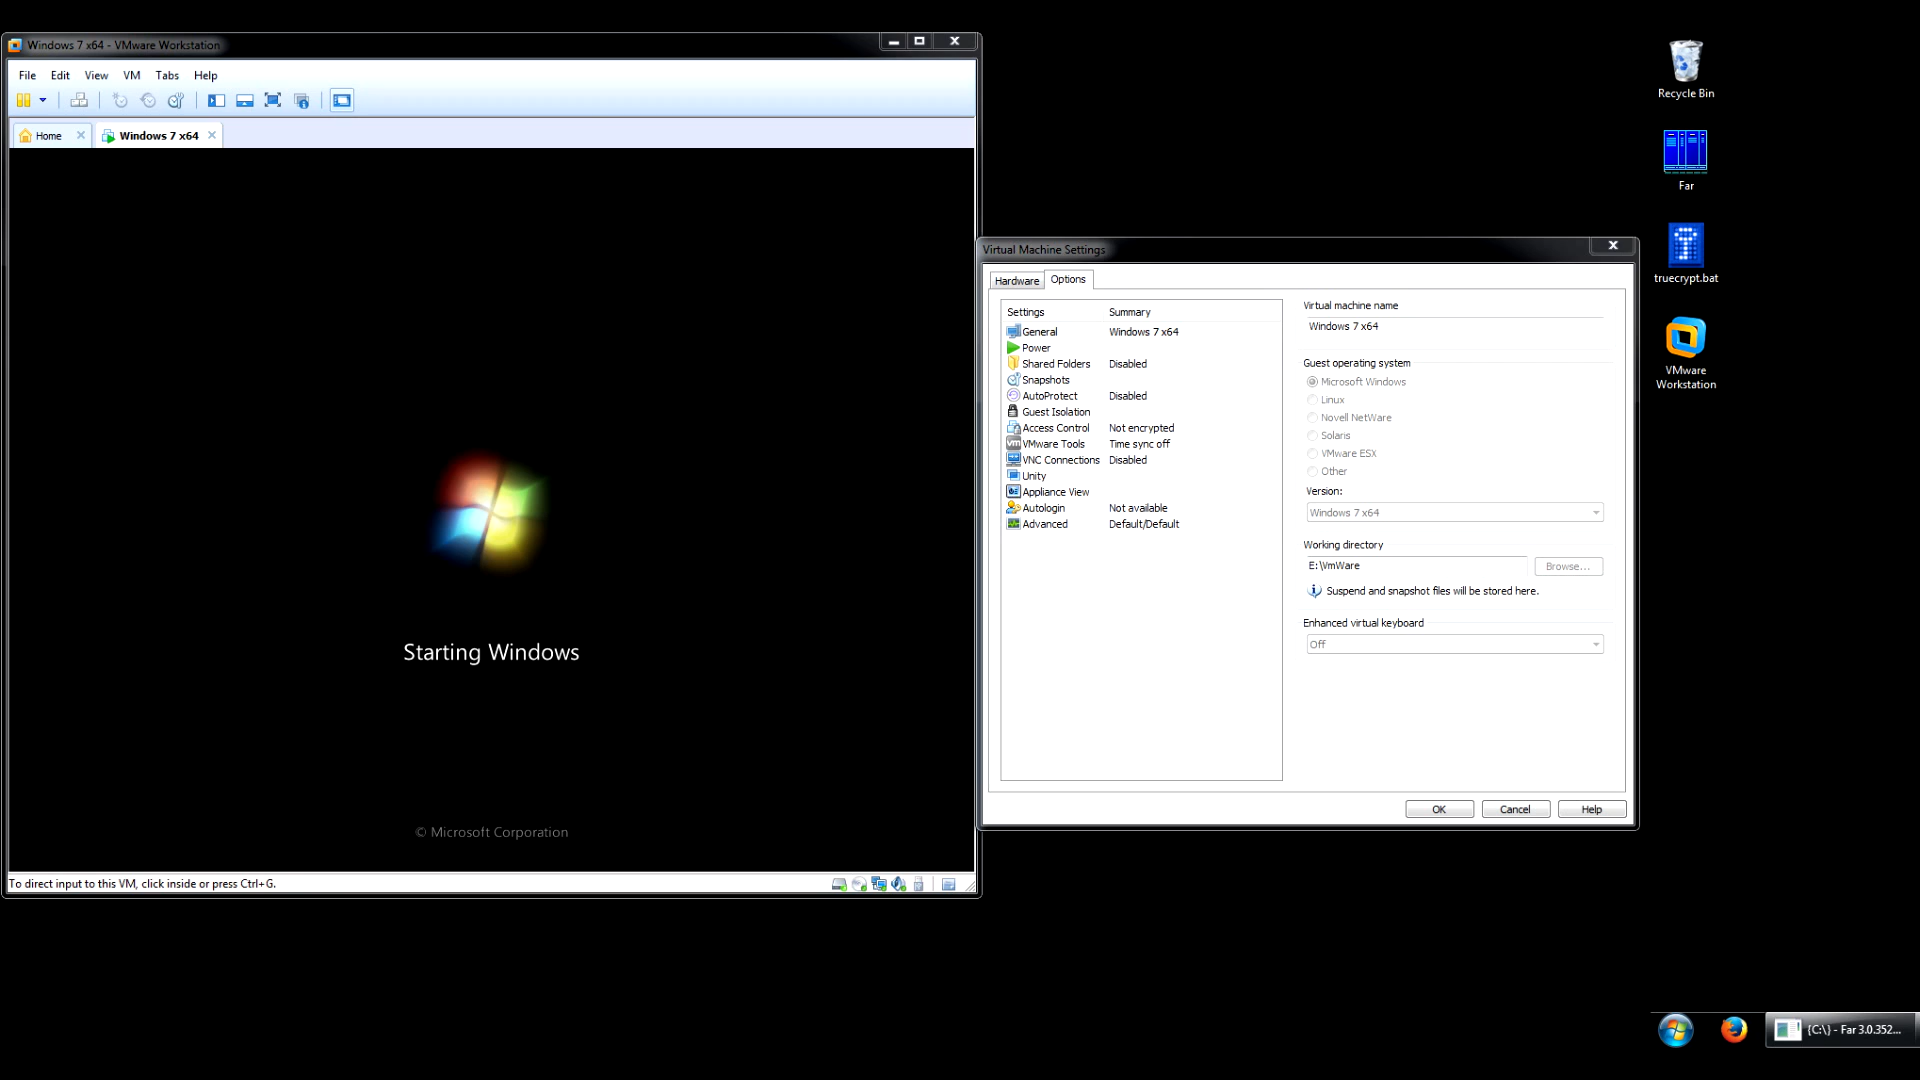 Windows 7 x64 - VMware Workstation
File Edit View VM Tabs Help
Home
Windows 7 x64
Starting Windows
© Microsoft Corporation
To direct input to this VM, click inside or press Ctrl+G.
Virtual Machine Settings
Hardware Options
Settings Summary
General Windows 7 x64
Power
Shared Folders Disabled
Snapshots
AutoProtect Disabled
Guest Isolation
Access Control Not encrypted
VMware Tools Time sync off
VNC Connections Disabled
Unity
Appliance View
Autologin Not available
Advanced Default/Default
Virtual machine name
Windows 7 x64
Guest operating system
Microsoft Windows
Linux
Novell NetWare
Solaris
VMware ESX
Other
Version:
Windows 7 x64
Working directory
E:\VmWare
Browse...
Suspend and snapshot files will be stored here.
Enhanced virtual keyboard
Off
OK Cancel Help
Recycle Bin
Far
truecrypt.bat
VMware
Workstation
{C:\} - Far 3.0.352...